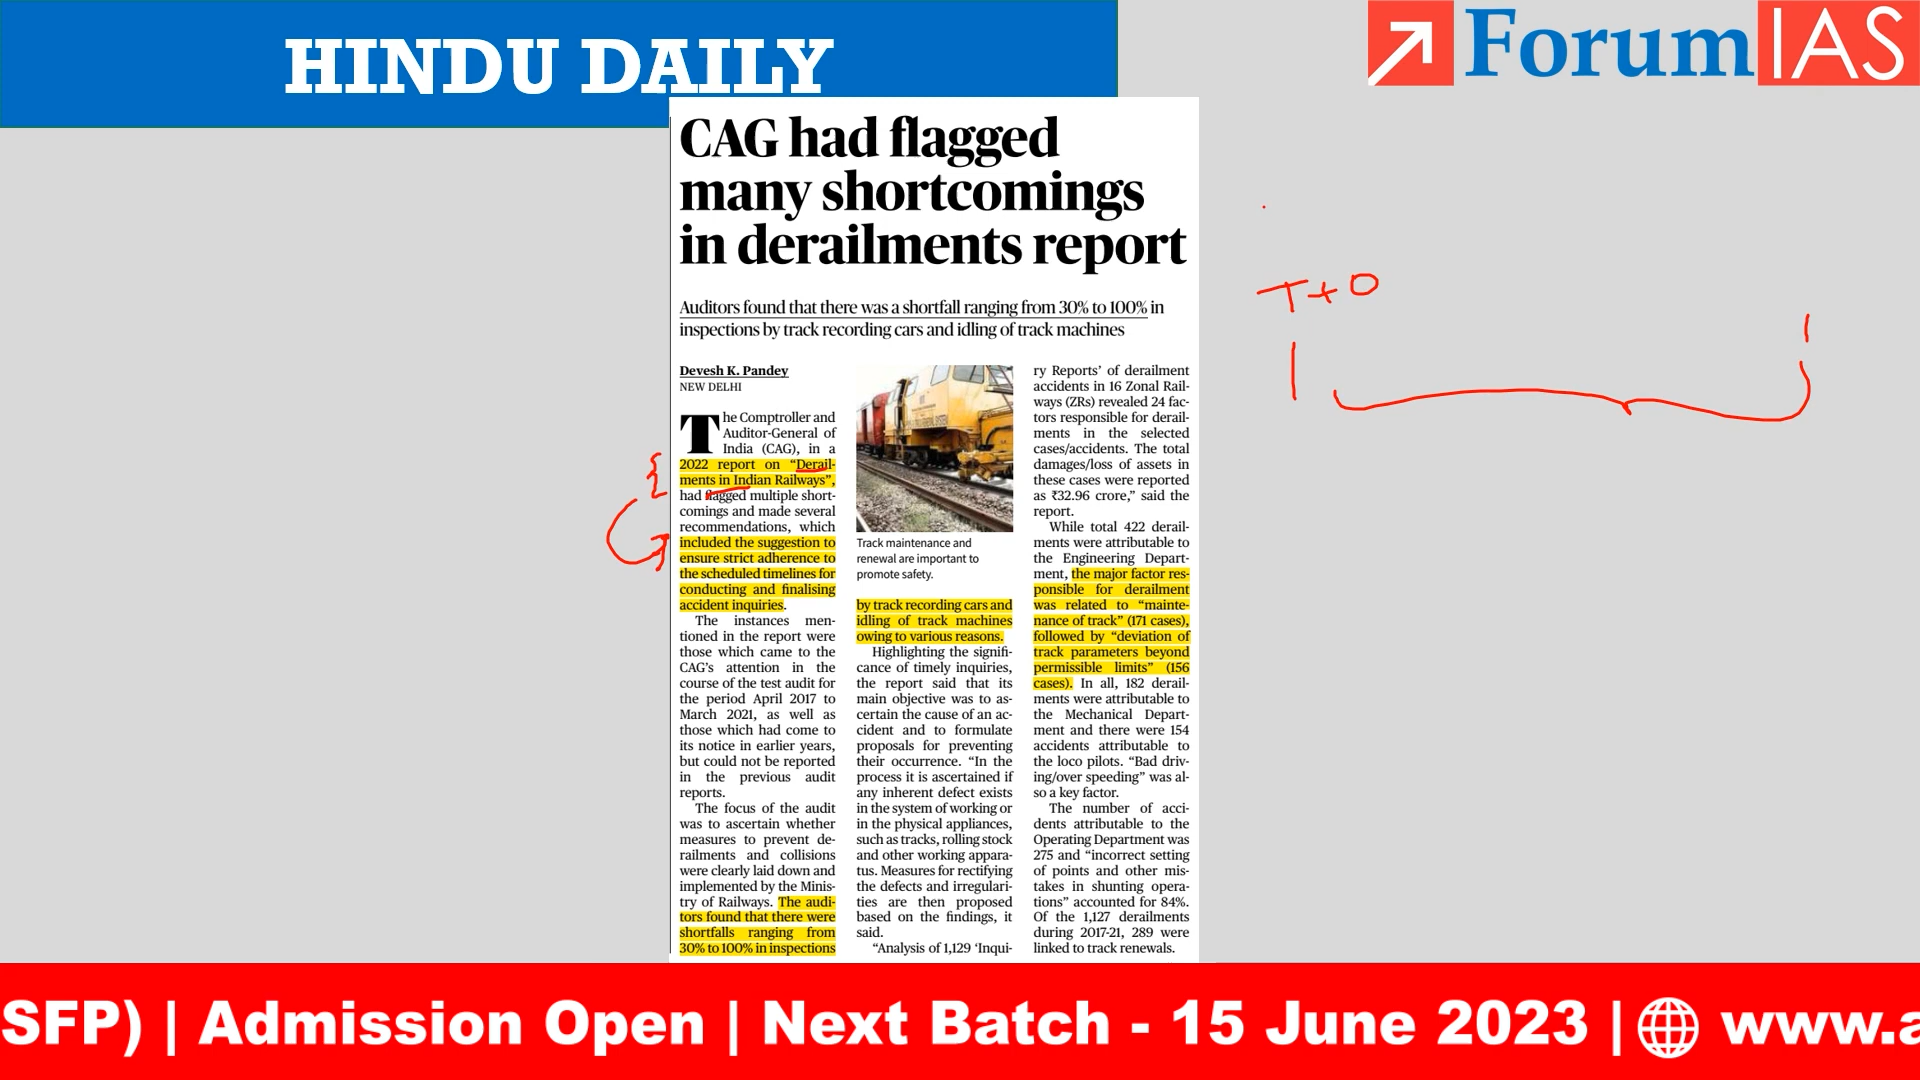 HINDU DAILY
Forum IAS
CAG had flagged
many shortcomings
in derailments report
Auditors found that there was a shortfall ranging from 30% to 100% in
inspections by track recording cars and idling of track machines
Devesh K. Pandey
NEW DELHI
The Comptroller and
Auditor-General of
India (CAG), in a
2022 report on “Derail-
ments in Indian Railways”,
had flagged multiple short-
comings and made several
recommendations, which
included the suggestion to
ensure strict adherence to
the scheduled timelines for
conducting and finalising
accident inquiries.
The instances men-
tioned in the report were
those which came to the
CAG’s attention in the
course of the test audit for
the period April 2017 to
March 2021, as well as
those which had come to
its notice in earlier years,
but could not be reported
in the previous audit
reports.
The focus of the audit
was to ascertain whether
measures to prevent de-
railments and collisions
were clearly laid down and
implemented by the Minis-
try of Railways. The audi-
tors found that there were
shortfalls ranging from
30% to 100% in inspections
Track maintenance and
renewal are important to
promote safety.
by track recording cars and
idling of track machines
owing to various reasons.
Highlighting the signifi-
cance of timely inquiries,
the report said that its
main objective was to as-
certain the cause of an ac-
cident and to formulate
proposals for preventing
their occurrence. “In the
process it is ascertained if
any inherent defect exists
in the system of working or
in the physical appliances,
such as tracks, rolling stock
and other working appara-
tus. Measures for rectifying
the defects and irregulari-
ties are then proposed
based on the findings, it
said.
“Analysis of 1,129 ‘Inqui-
ry Reports’ of derailment
accidents in 16 Zonal Rail-
ways (ZRs) revealed 24 fac-
tors responsible for derail-
ments in the selected
cases/accidents. The total
damages/loss of assets in
these cases were reported
as ₹32.96 crore,” said the
report.
While total 422 derail-
ments were attributable to
the Engineering Depart-
ment, the major factor res-
ponsible for derailment
was related to “mainte-
nance of track” (171 cases),
followed by “deviation of
track parameters beyond
permissible limits” (156
cases). In all, 182 derail-
ments were attributable to
the Mechanical Depart-
ment and there were 154
accidents attributable to
the loco pilots. “Bad driv-
ing/over speeding” was al-
so a key factor.
The number of acci-
dents attributable to the
Operating Department was
275 and “incorrect setting
of points and other mis-
takes in shunting opera-
tions” accounted for 84%.
Of the 1,127 derailments
during 2017-21, 289 were
linked to track renewals.
T+0
SFP) | Admission Open | Next Batch - 15 June 2023 | www.a